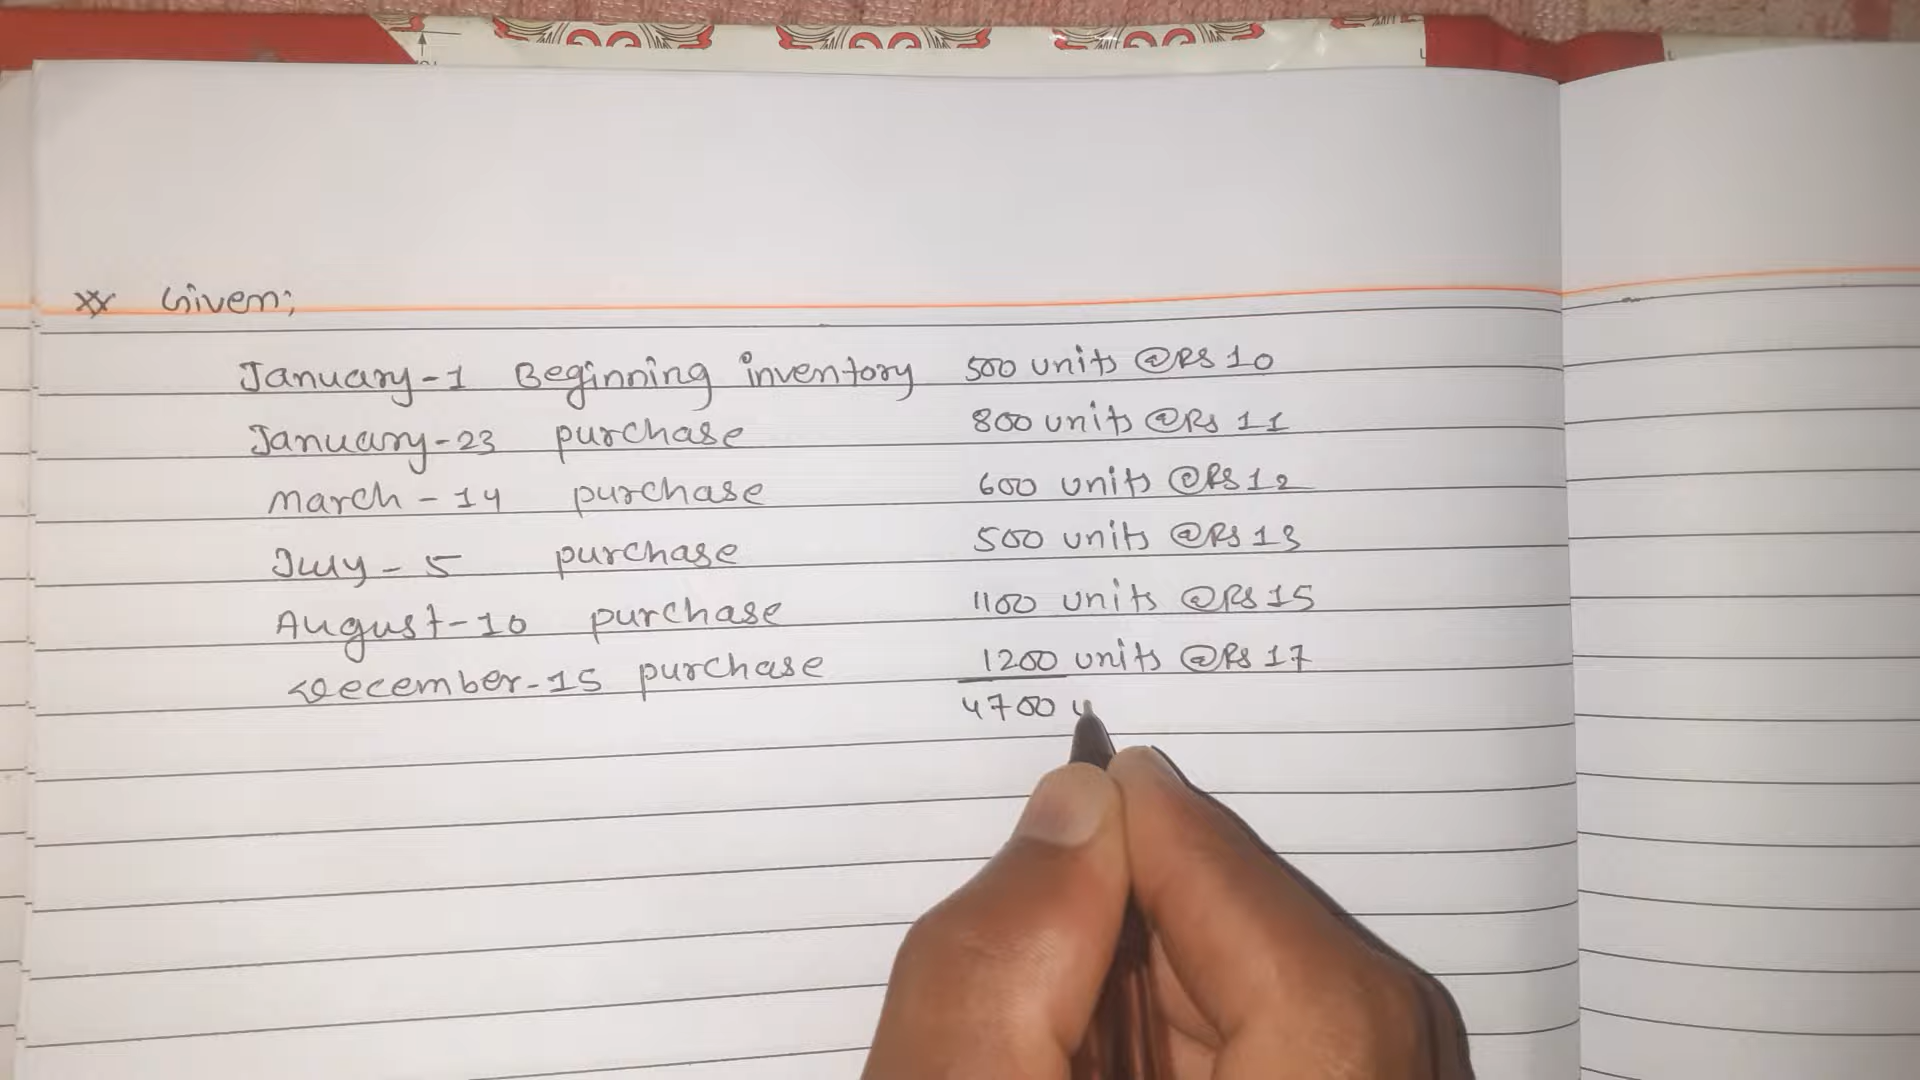 XX Given;
January-1 Beginning inventory 500 units @Rs 10
January-23 purchase 800 units @Rs 11
March-14 purchase 600 units @Rs 12
July-5 purchase 500 units @Rs 13
August-10 purchase 1100 units @Rs 15
December-15 purchase 1200 units @Rs 17
4700 u